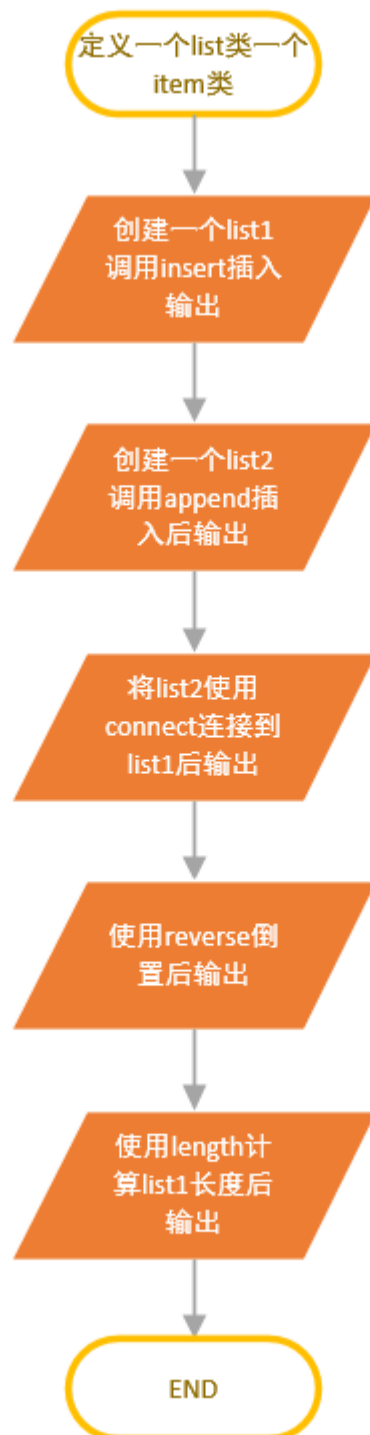 定义一个list类一个
item类
创建一个list1
调用insert插入
输出
创建一个list2
调用append插
入后输出
将list2使用
connect连接到
list1后输出
使用reverse倒
置后输出
使用length计
算list1长度后
输出
END